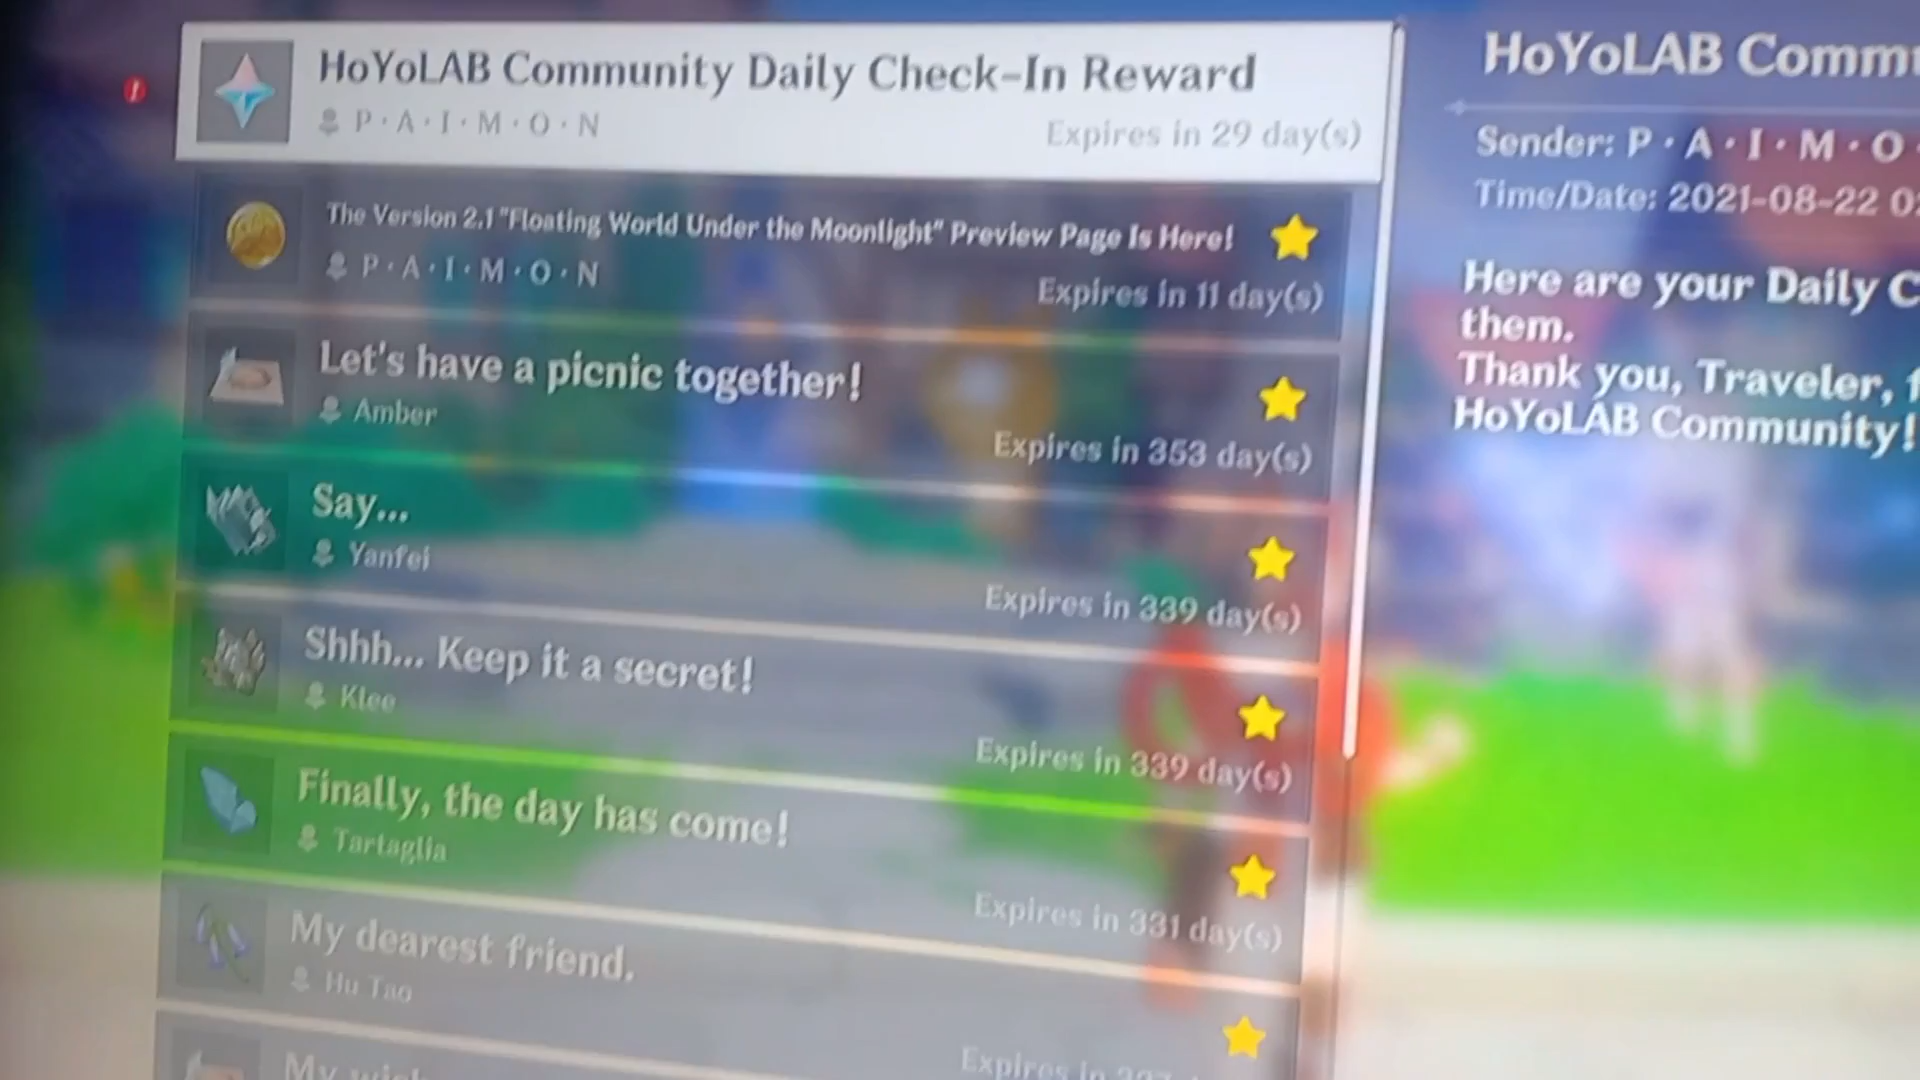 HoYoLAB Community Daily Check-In Reward
P·A·I·M·O·N
Expires in 29 day(s)
The Version 2.1 "Floating World Under the Moonlight" Preview Page Is Here!
P·A·I·M·O·N
Expires in 11 day(s)
Let's have a picnic together!
Amber
Expires in 353 day(s)
Say...
Yanfei
Expires in 339 day(s)
Shhh... Keep it a secret!
Klee
Expires in 339 day(s)
Finally, the day has come!
Tartaglia
Expires in 331 day(s)
My dearest friend.
Hu Tao
Expires in
My
HoYoLAB
Sender: P·A·I·M·O
Time/Date: 2021-08-22
Here are your Daily
them.
Thank you, Traveler,
HoYoLAB Community!